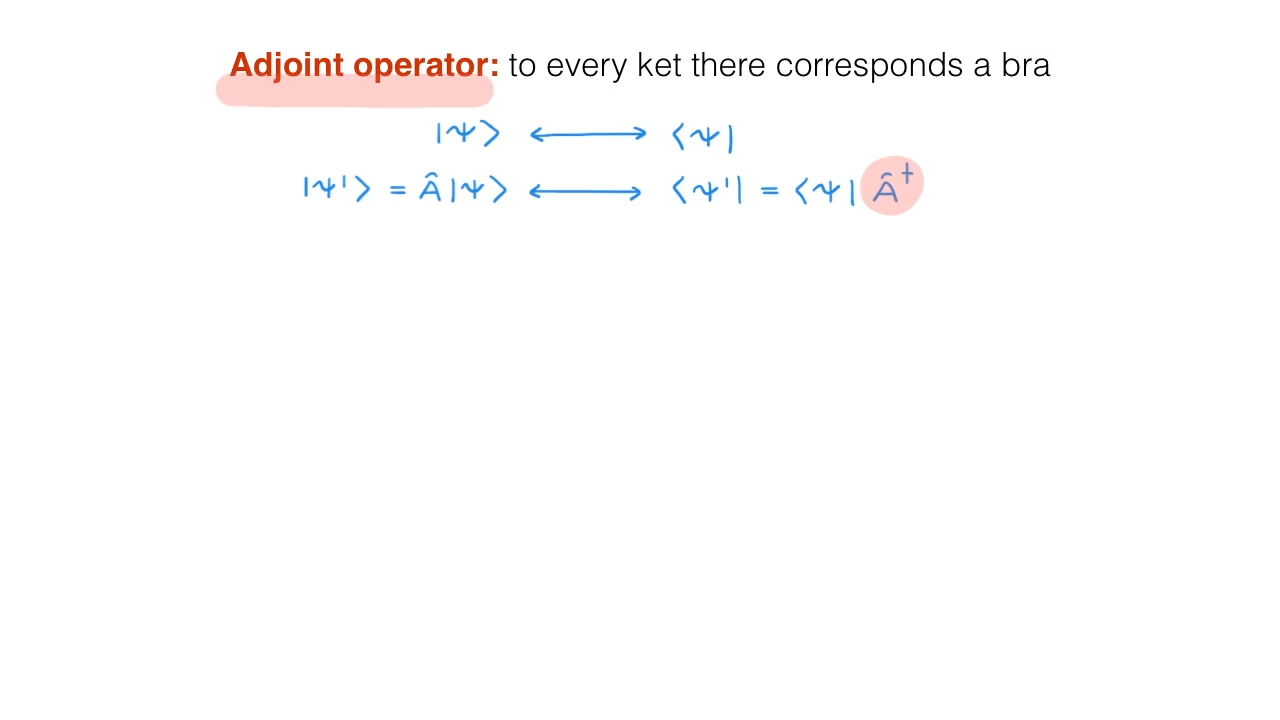 Adjoint operator: to every ket there corresponds a bra
|ψ⟩ ⟷ ⟨ψ|
|ψ'⟩ = Â|ψ⟩ ⟷ ⟨ψ'| = ⟨ψ| Â†